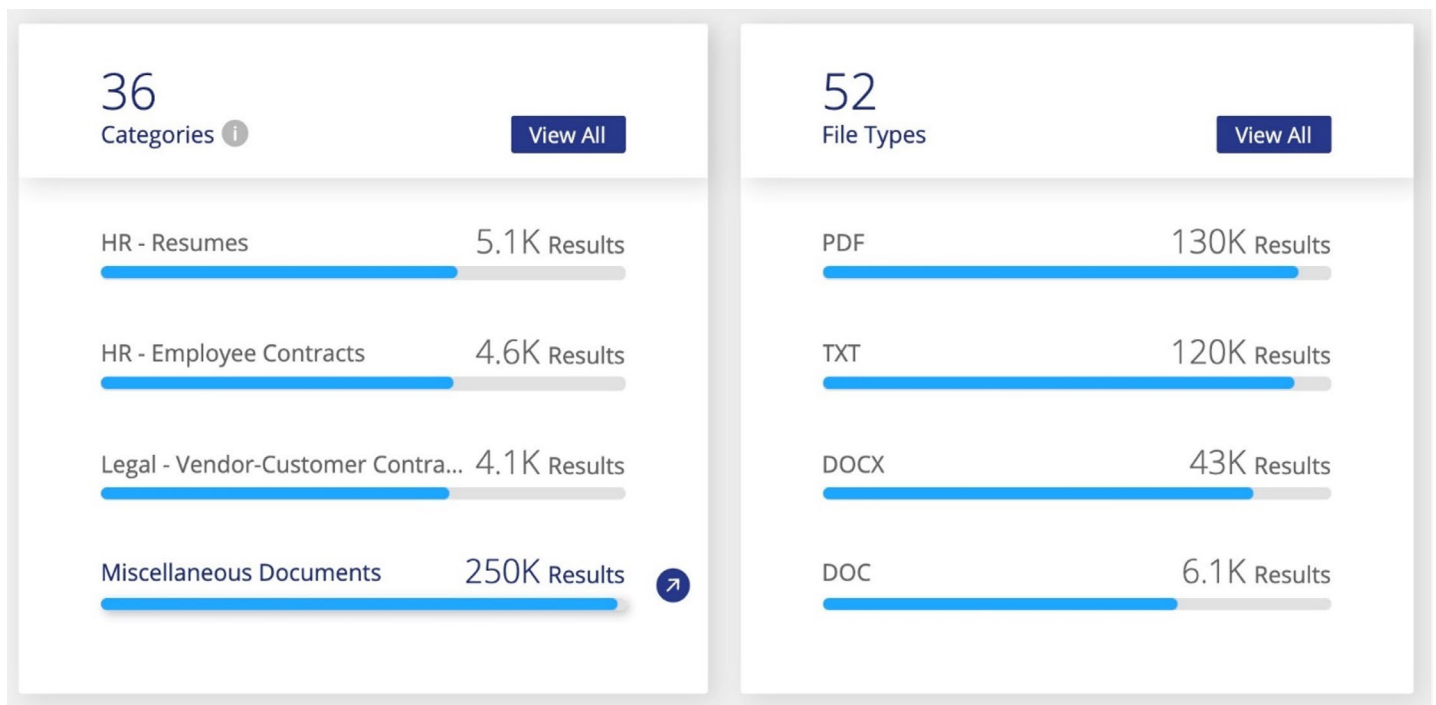 36
Categories i
View All
HR - Resumes 5.1K Results
HR - Employee Contracts 4.6K Results
Legal - Vendor-Customer Contra... 4.1K Results
Miscellaneous Documents 250K Results
52
File Types
View All
PDF 130K Results
TXT 120K Results
DOCX 43K Results
DOC 6.1K Results